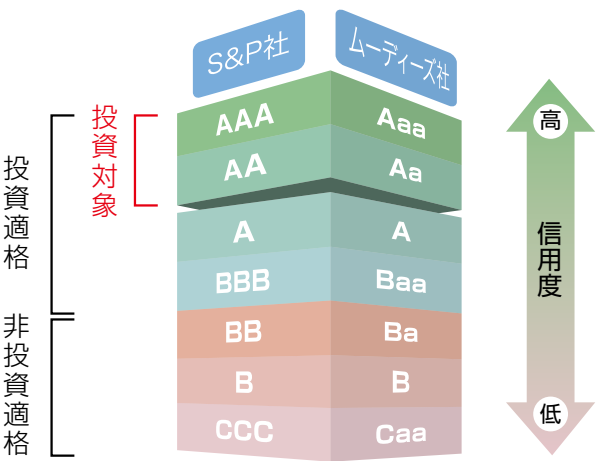 S&P社
ムーディーズ社
投資適格
投資対象
AAA
Aaa
AA
Aa
A
A
BBB
Baa
非投資適格
BB
Ba
B
B
CCC
Caa
高
信用度
低